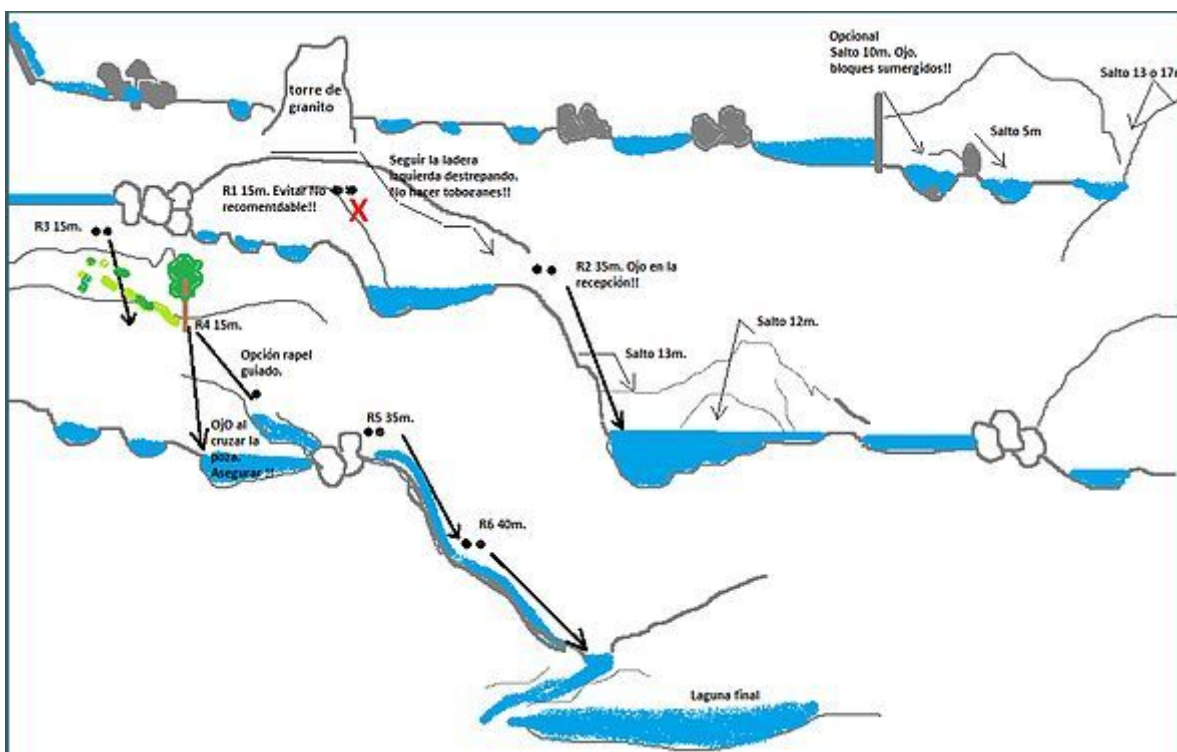 Opcional
Salto 10m. Ojo,
bloques sumergidos!!
Salto 13 o 17m
torre de
granito
Salto 5m
Seguir la ladera
izquierda destrepando.
No hacer tobozanes!!
R1 15m. Evitar No
recomentdable!!
X
R3 15m.
R2 35m. Ojo en la
recepción!!
R4 15m.
Salto 12m.
Opción rapel
guiado.
Salto 13m.
OjO al
cruzar la
poza.
Asegurar !!
R5 35m.
R6 40m.
Laguna final